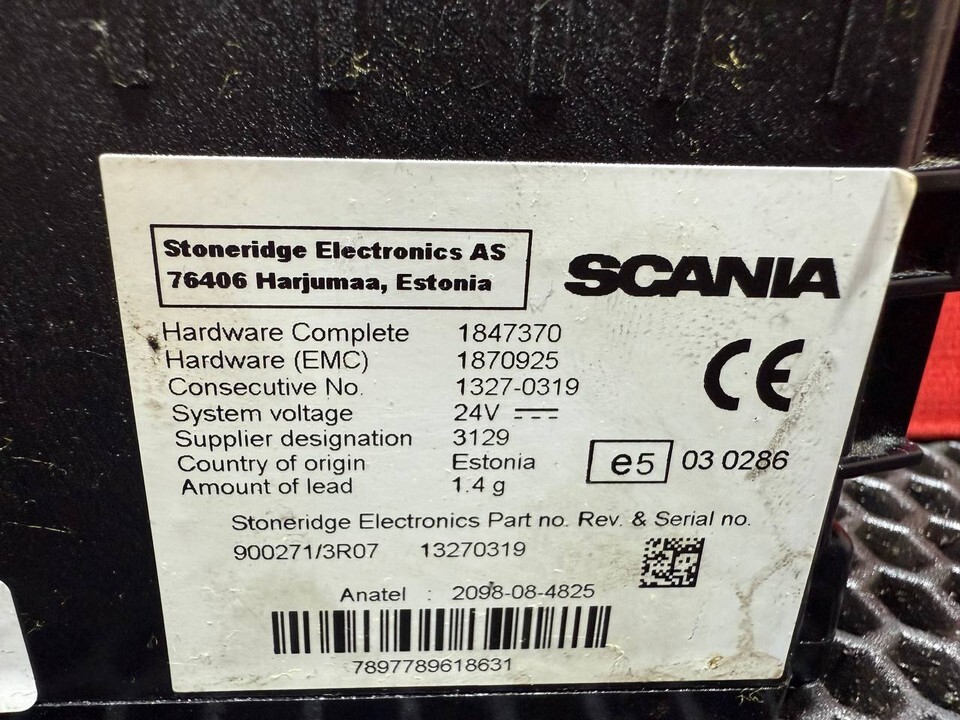 Stoneridge Electronics AS
76406 Harjumaa, Estonia
SCANIA
Hardware Complete 1847370
Hardware (EMC) 1870925
Consecutive No. 1327-0319
System voltage 24V
Supplier designation 3129
Country of origin Estonia
Amount of lead 1.4 g
CE
e5 03 0286
Stoneridge Electronics Part no. Rev. & Serial no.
900271/3R07 13270319
Anatel : 2098-08-4825
7897789618631